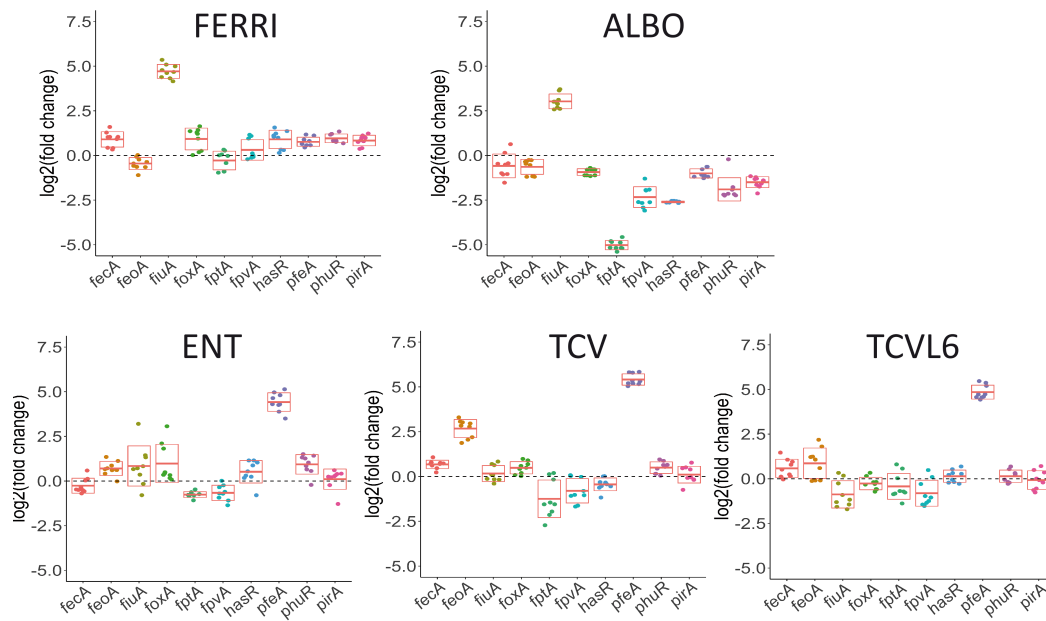 FERRI
log2(fold change)
7.5
5.0
2.5
0.0
-2.5
-5.0
fecA
feoA
fiuA
foxA
fptA
fpvA
hasR
pfeA
phuR
pirA
ALBO
log2(fold change)
7.5
5.0
2.5
0.0
-2.5
-5.0
fecA
feoA
fiuA
foxA
fptA
fpvA
hasR
pfeA
phuR
pirA
ENT
log2(fold change)
7.5
5.0
2.5
0.0
-2.5
-5.0
fecA
feoA
fiuA
foxA
fptA
fpvA
hasR
pfeA
phuR
pirA
TCV
log2(fold change)
7.5
5.0
2.5
0.0
-2.5
-5.0
fecA
feoA
fiuA
foxA
fptA
fpvA
hasR
pfeA
phuR
pirA
TCVL6
log2(fold change)
7.5
5.0
2.5
0.0
-2.5
-5.0
fecA
feoA
fiuA
foxA
fptA
fpvA
hasR
pfeA
phuR
pirA